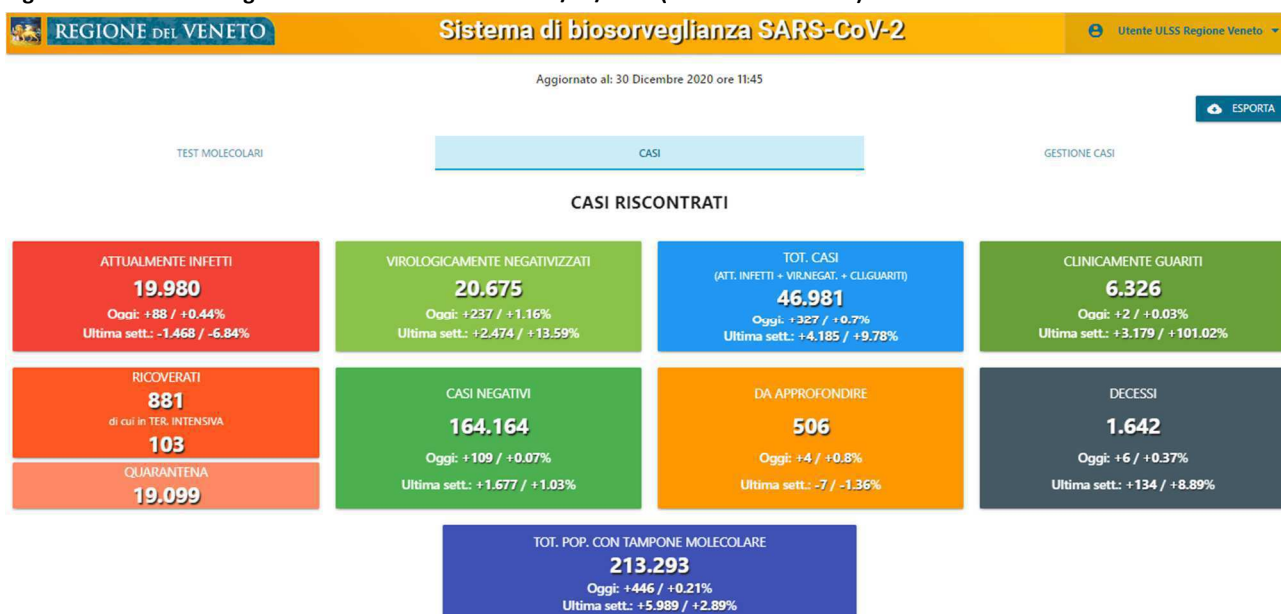 REGIONE DEL VENETO
Sistema di biosorveglianza SARS-CoV-2
Utente ULSS Regione Veneto
Aggiornato al: 30 Dicembre 2020 ore 11:45
ESPORTA
TEST MOLECOLARI
CASI
GESTIONE CASI
CASI RISCONTRATI
ATTUALMENTE INFETTI
19.980
Oggi: +88 / +0.44%
Ultima sett.: -1.468 / -6.84%
VIROLOGICAMENTE NEGATIVIZZATI
20.675
Oggi: +237 / +1.16%
Ultima sett.: +2.474 / +13.59%
TOT. CASI
(ATT. INFETTI + VIR.NEGAT. + CLI.GUARITI)
46.981
Oggi: +327 / +0.7%
Ultima sett.: +4.185 / +9.78%
CLINICAMENTE GUARITI
6.326
Oggi: +2 / +0.03%
Ultima sett.: +3.179 / +101.02%
RICOVERATI
881
di cui in TER. INTENSIVA
103
QUARANTENA
19.099
CASI NEGATIVI
164.164
Oggi: +109 / +0.07%
Ultima sett.: +1.677 / +1.03%
DA APPROFONDIRE
506
Oggi: +4 / +0.8%
Ultima sett.: -7 / -1.36%
DECESSI
1.642
Oggi: +6 / +0.37%
Ultima sett.: +134 / +8.89%
TOT. POP. CON TAMPONE MOLECOLARE
213.293
Oggi: +446 / +0.21%
Ultima sett.: +5.989 / +2.89%